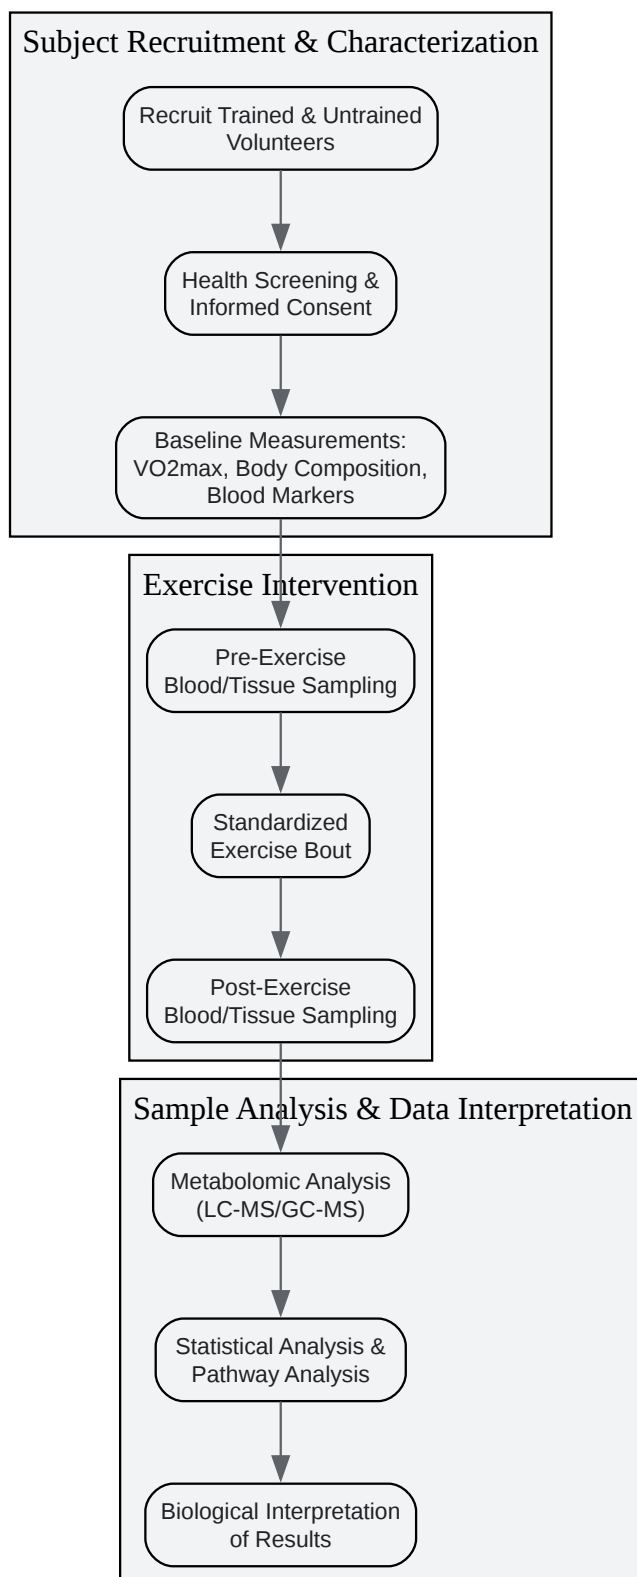 Subject Recruitment & Characterization
Recruit Trained & Untrained
Volunteers
Health Screening &
Informed Consent
Baseline Measurements:
VO2max, Body Composition,
Blood Markers
Exercise Intervention
Pre-Exercise
Blood/Tissue Sampling
Standardized
Exercise Bout
Post-Exercise
Blood/Tissue Sampling
Sample Analysis & Data Interpretation
Metabolomic Analysis
(LC-MS/GC-MS)
Statistical Analysis &
Pathway Analysis
Biological Interpretation
of Results